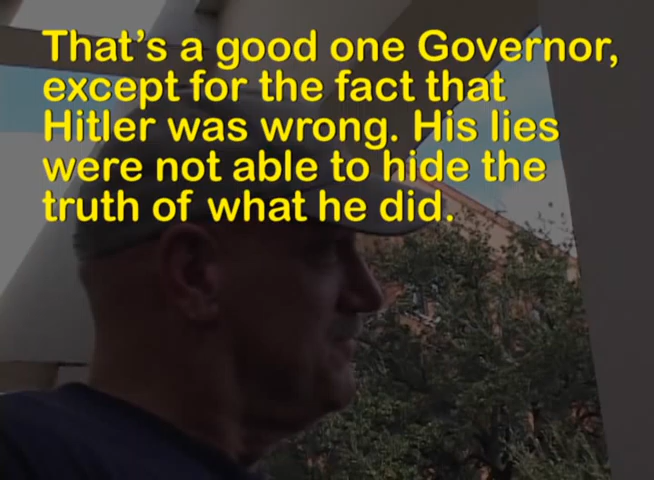 That's a good one Governor,
except for the fact that
Hitler was wrong. His lies
were not able to hide the
truth of what he did.